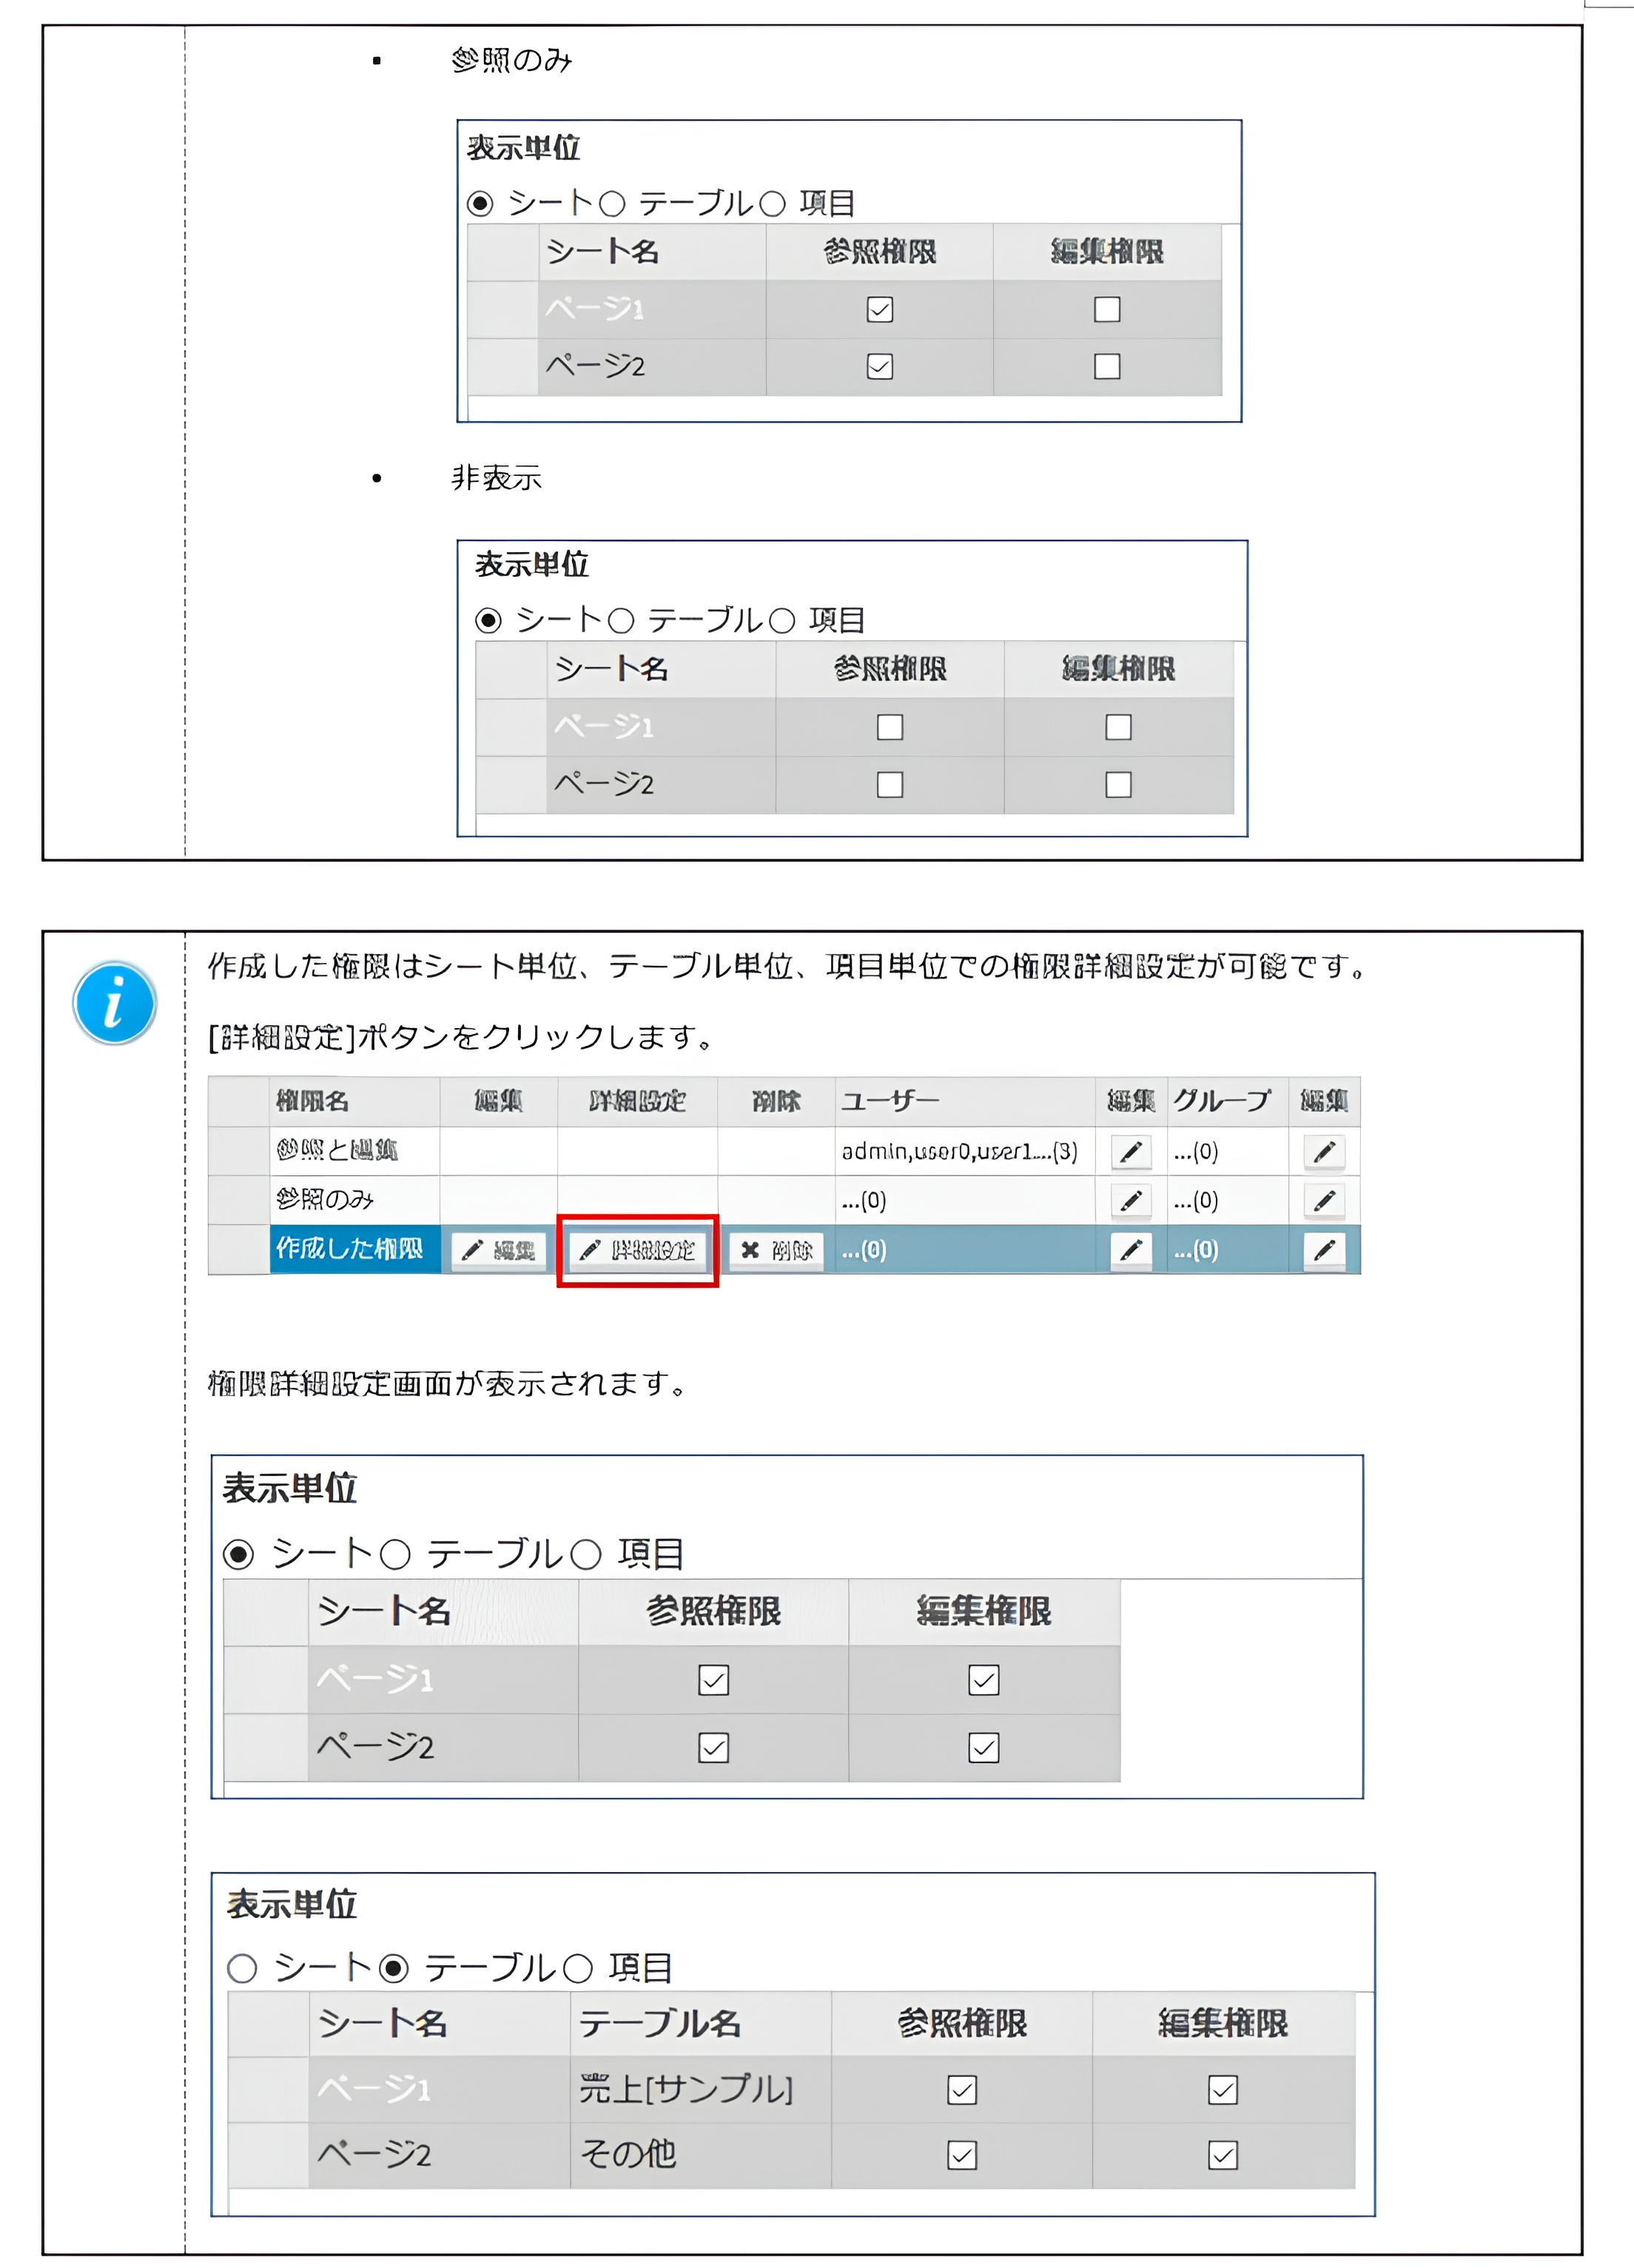 • 参照のみ
表示単位
シート テーブル 項目
シート名 参照権限 編集権限
ページ1
ページ2
• 非表示
表示単位
シート テーブル 項目
シート名 参照権限 編集権限
ページ1
ページ2
i
作成した権限はシート単位、テーブル単位、項目単位での権限詳細設定が可能です。
[詳細設定]ボタンをクリックします。
権限名 編集 詳細設定 削除 ユーザー 編集 グループ 編集
参照と編集 admin,user0,user1...(3) ...(0)
参照のみ ...(0) ...(0)
作成した権限 編集 詳細設定 削除 ...(0) ...(0)
権限詳細設定画面が表示されます。
表示単位
シート テーブル 項目
シート名 参照権限 編集権限
ページ1
ページ2
表示単位
シート テーブル 項目
シート名 テーブル名 参照権限 編集権限
ページ1 売上[サンプル]
ページ2 その他